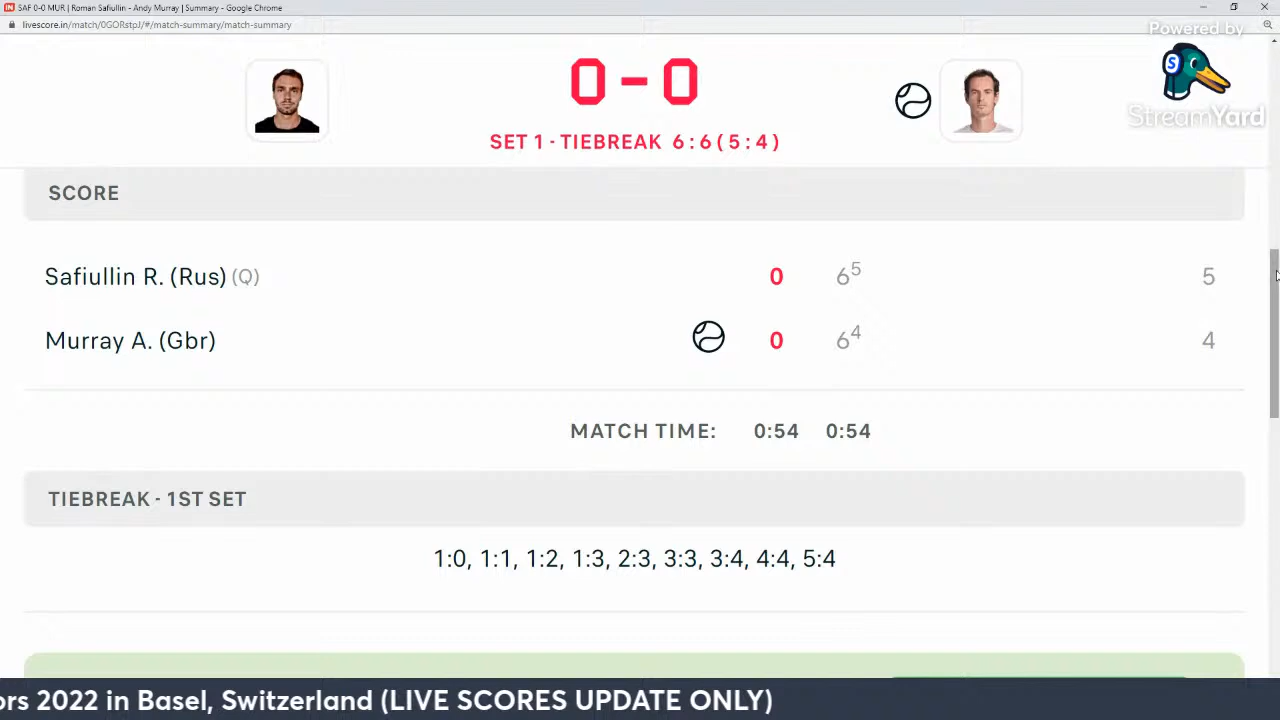 SAF 0-0 MUR | Roman Safiullin - Andy Murray | Summary - Google Chrome
livescore.in/match/0GORstpJ/#/match-summary/match-summary
Powered by
StreamYard
0 - 0
SET 1 - TIEBREAK 6 : 6 ( 5 : 4 )
SCORE
Safiullin R. (Rus) (Q) 0 6⁵ 5
Murray A. (Gbr) 0 6⁴ 4
MATCH TIME: 0:54 0:54
TIEBREAK - 1ST SET
1:0, 1:1, 1:2, 1:3, 2:3, 3:3, 3:4, 4:4, 5:4
ors 2022 in Basel, Switzerland (LIVE SCORES UPDATE ONLY)